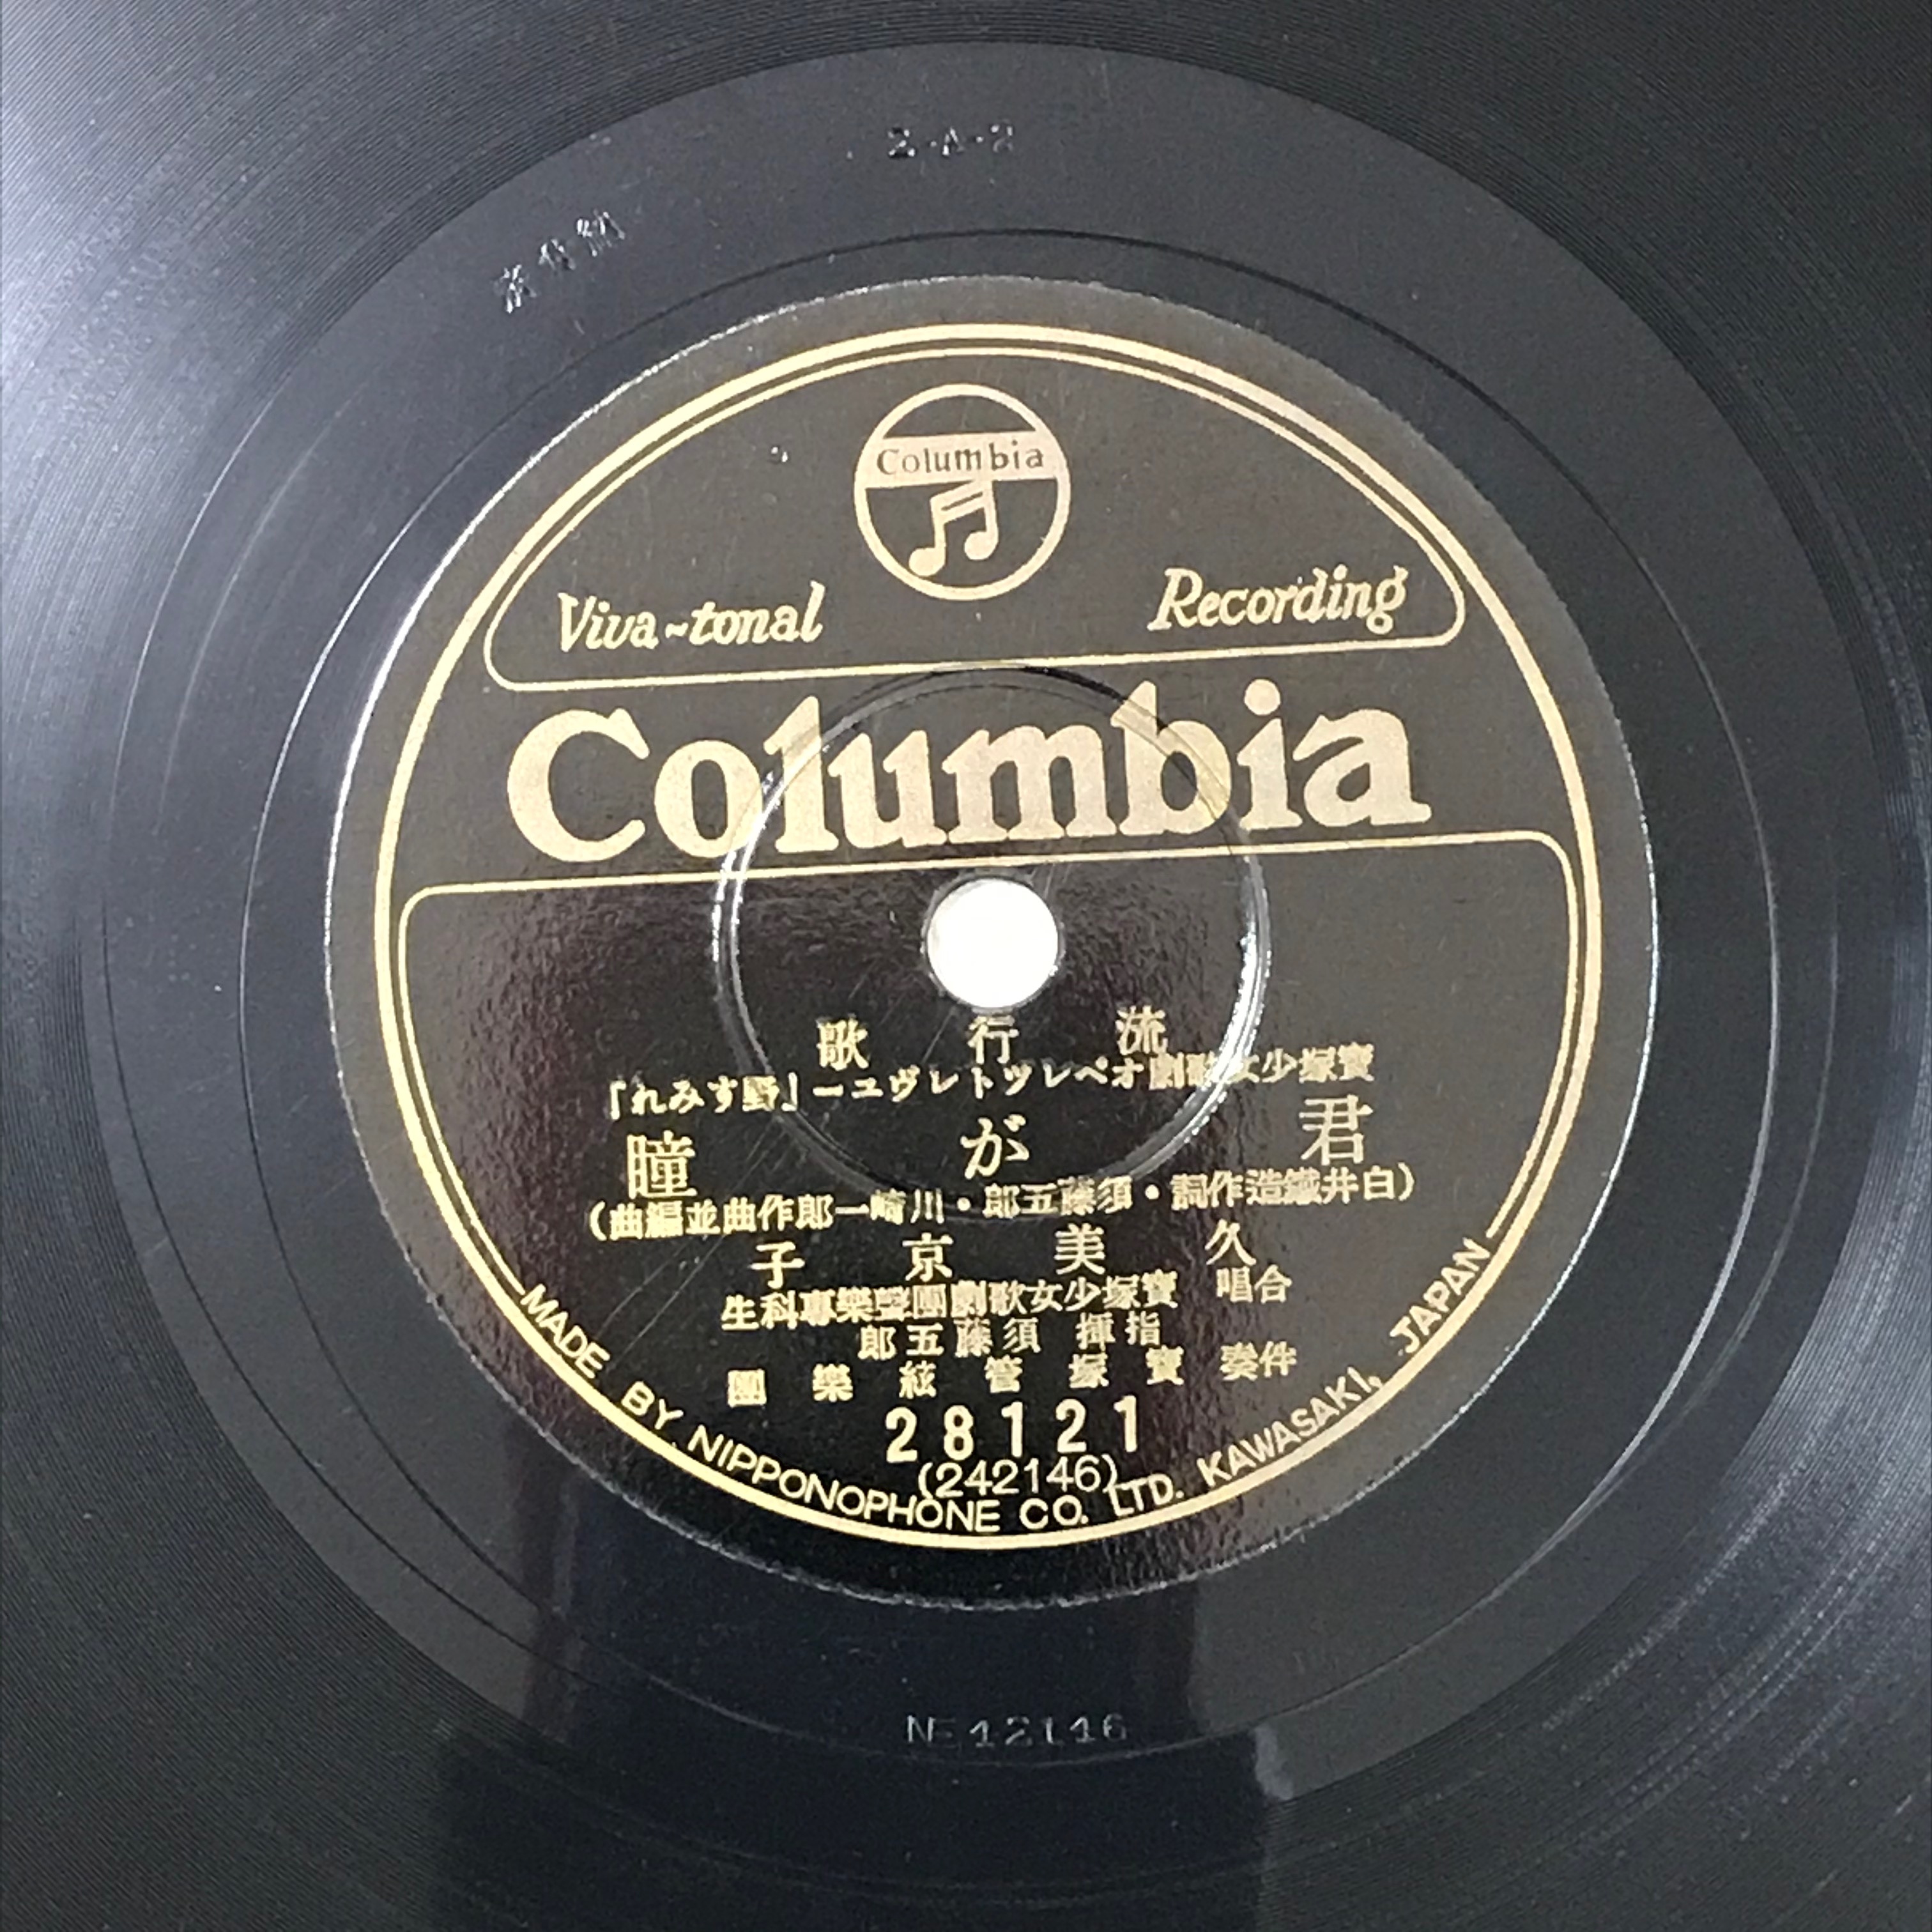 2-A-2
Columbia
Viva-tonal Recording
Columbia
流行歌
寶塚少女歌劇オペレツトレヴユー『野すみれ』
君が瞳
(白井鐵造作詞・須藤五郎・川崎一郎作曲並編曲)
久美京子
合唱 寶塚少女歌劇團聲樂專科生
指揮 須藤五郎
伴奏 寶塚管絃樂團
28121
(242146)
MADE BY NIPPONOPHONE CO. LTD. KAWASAKI, JAPAN
NE42146